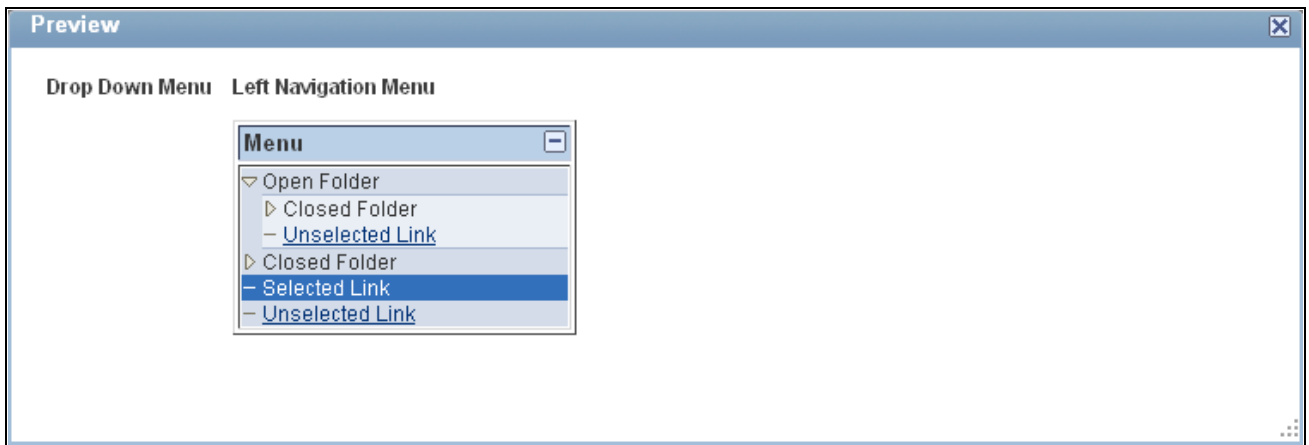 Preview
Drop Down Menu Left Navigation Menu
Menu
Open Folder
Closed Folder
Unselected Link
Closed Folder
Selected Link
Unselected Link